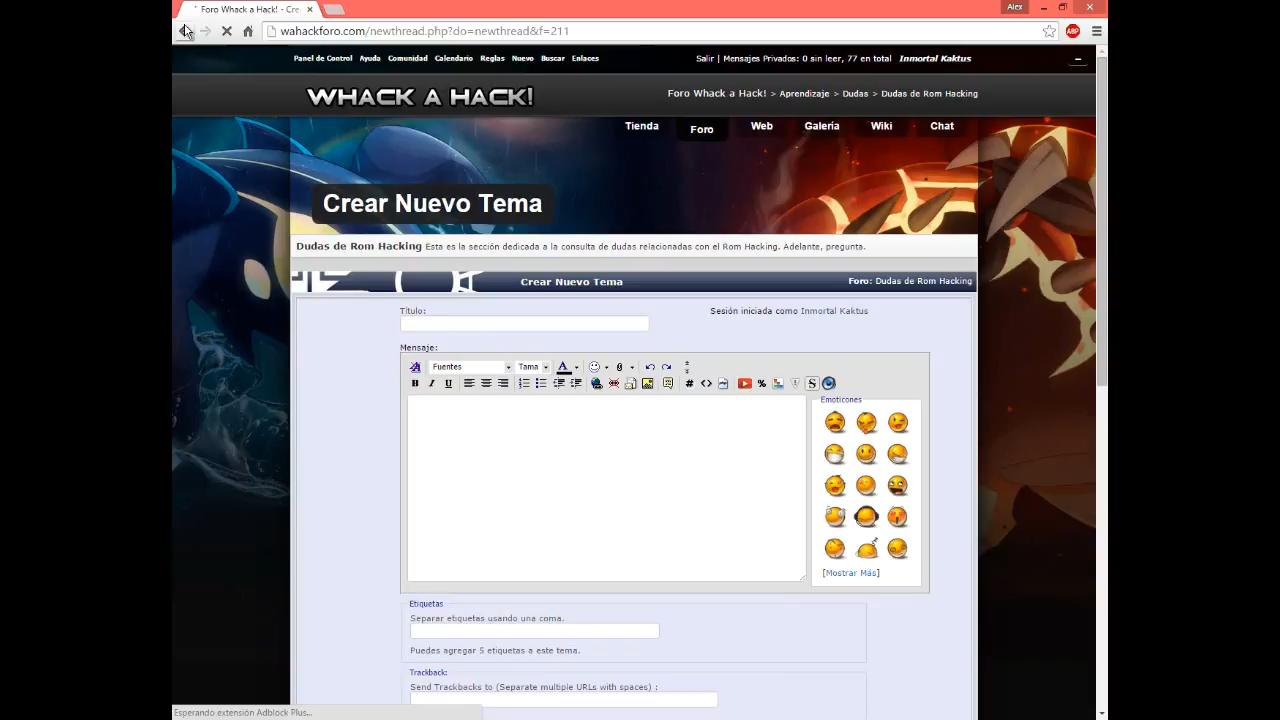 Foro Whack a Hack! - Cre
Alex
wahackforo.com/newthread.php?do=newthread&f=211
ABP
Panel de Control Ayuda Comunidad Calendario Reglas Nuevo Buscar Enlaces
Salir | Mensajes Privados: 0 sin leer, 77 en total Inmortal Kaktus
WHACK A HACK!
Foro Whack a Hack! > Aprendizaje > Dudas > Dudas de Rom Hacking
Tienda Foro Web Galería Wiki Chat
Crear Nuevo Tema
Dudas de Rom Hacking Esta es la sección dedicada a la consulta de dudas relacionadas con el Rom Hacking. Adelante, pregunta.
Crear Nuevo Tema
Foro: Dudas de Rom Hacking
Título:
Sesión iniciada como Inmortal Kaktus
Mensaje:
Fuentes Tama A
B I U # S
Emoticones
[Mostrar Más]
Etiquetas
Separar etiquetas usando una coma.
Puedes agregar 5 etiquetas a este tema.
Trackback:
Send Trackbacks to (Separate multiple URLs with spaces) :
Esperando extensión Adblock Plus...